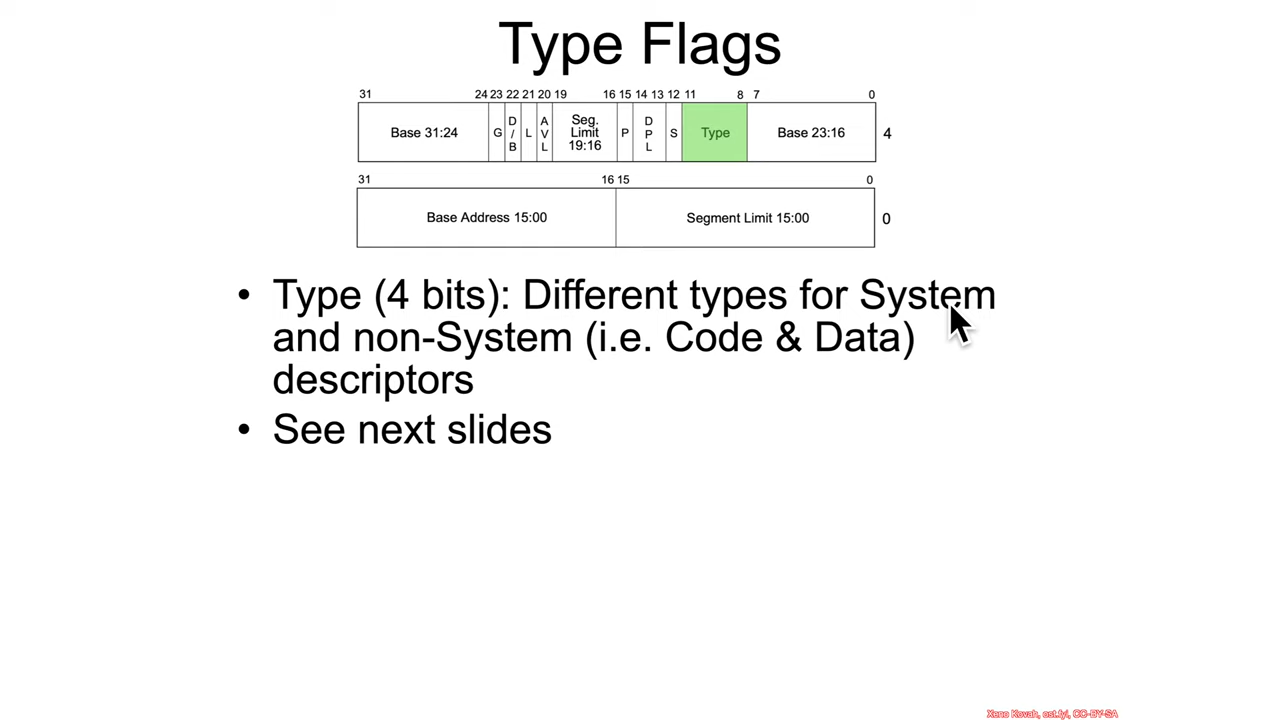 Type Flags
31 24 23 22 21 20 19 16 15 14 13 12 11 8 7 0
Base 31:24 G D/B L AVL Seg. Limit 19:16 P DPL S Type Base 23:16 4
31 16 15 0
Base Address 15:00 Segment Limit 15:00 0
• Type (4 bits): Different types for System
and non-System (i.e. Code & Data)
descriptors
• See next slides
Xeno Kovah, ost.fyi, CC-BY-SA